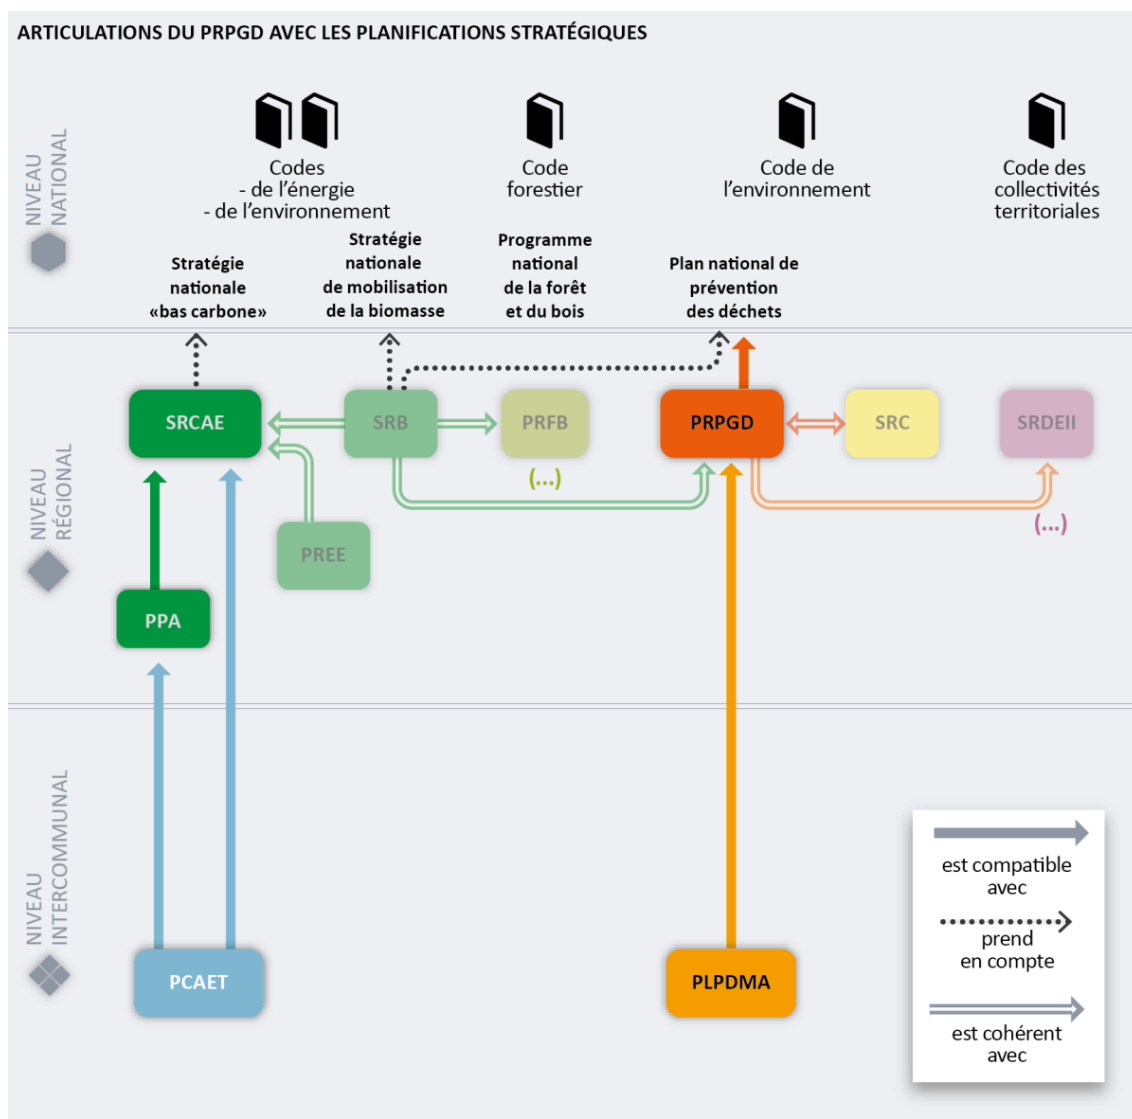 ARTICULATIONS DU PRPGD AVEC LES PLANIFICATIONS STRATÉGIQUES
NIVEAU
NATIONAL
Codes
- de l’énergie
- de l’environnement
Code
forestier
Code de
l’environnement
Code des
collectivités
territoriales
Stratégie
nationale
«bas carbone»
Stratégie
nationale
de mobilisation
de la biomasse
Programme
national
de la forêt
et du bois
Plan national de
prévention
des déchets
NIVEAU
RÉGIONAL
SRCAE
SRB
PRFB
(...)
PRPGD
SRC
SRDEII
(...)
PREE
PPA
NIVEAU
INTERCOMMUNAL
PCAET
PLPDMA
est compatible
avec
prend
en compte
est cohérent
avec